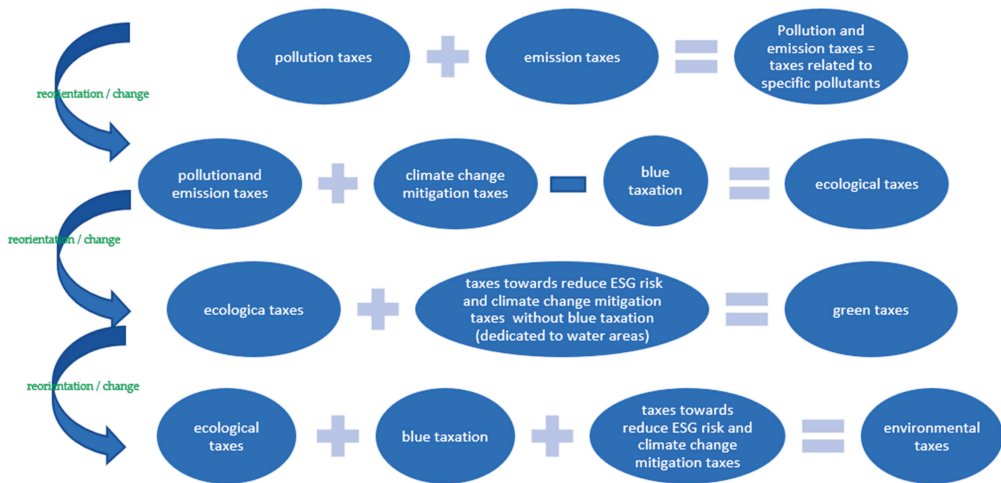 pollution taxes
emission taxes
Pollution and
emission taxes =
taxes related to
specific pollutants
reorientation / change
pollutionand
emission taxes
climate change
mitigation taxes
blue
taxation
ecological taxes
reorientation / change
ecologica taxes
taxes towards reduce ESG risk
and climate change mitigation
taxes without blue taxation
(dedicated to water areas)
green taxes
reorientation / change
ecological
taxes
blue taxation
taxes towards
reduce ESG risk and
climate change
mitigation taxes
environmental
taxes